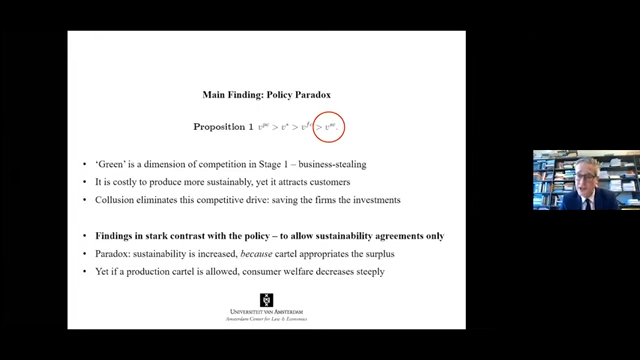 Main Finding: Policy Paradox
Proposition 1 v^pc > v* > v^fc > v^sc.
• 'Green' is a dimension of competition in Stage 1 – business-stealing
• It is costly to produce more sustainably, yet it attracts customers
• Collusion eliminates this competitive drive: saving the firms the investments
• Findings in stark contrast with the policy – to allow sustainability agreements only
• Paradox: sustainability is increased, because cartel appropriates the surplus
• Yet if a production cartel is allowed, consumer welfare decreases steeply
UNIVERSITEIT VAN AMSTERDAM
Amsterdam Center for Law & Economics